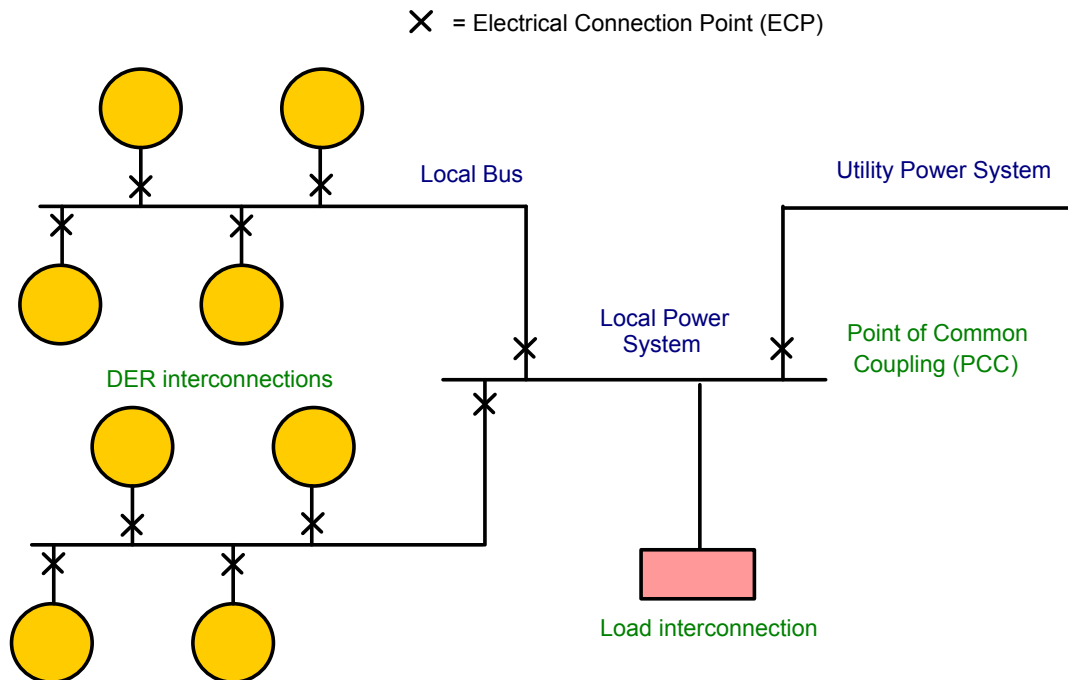 = Electrical Connection Point (ECP)
Local Bus
Utility Power System
Local Power
System
Point of Common
Coupling (PCC)
DER interconnections
Load interconnection